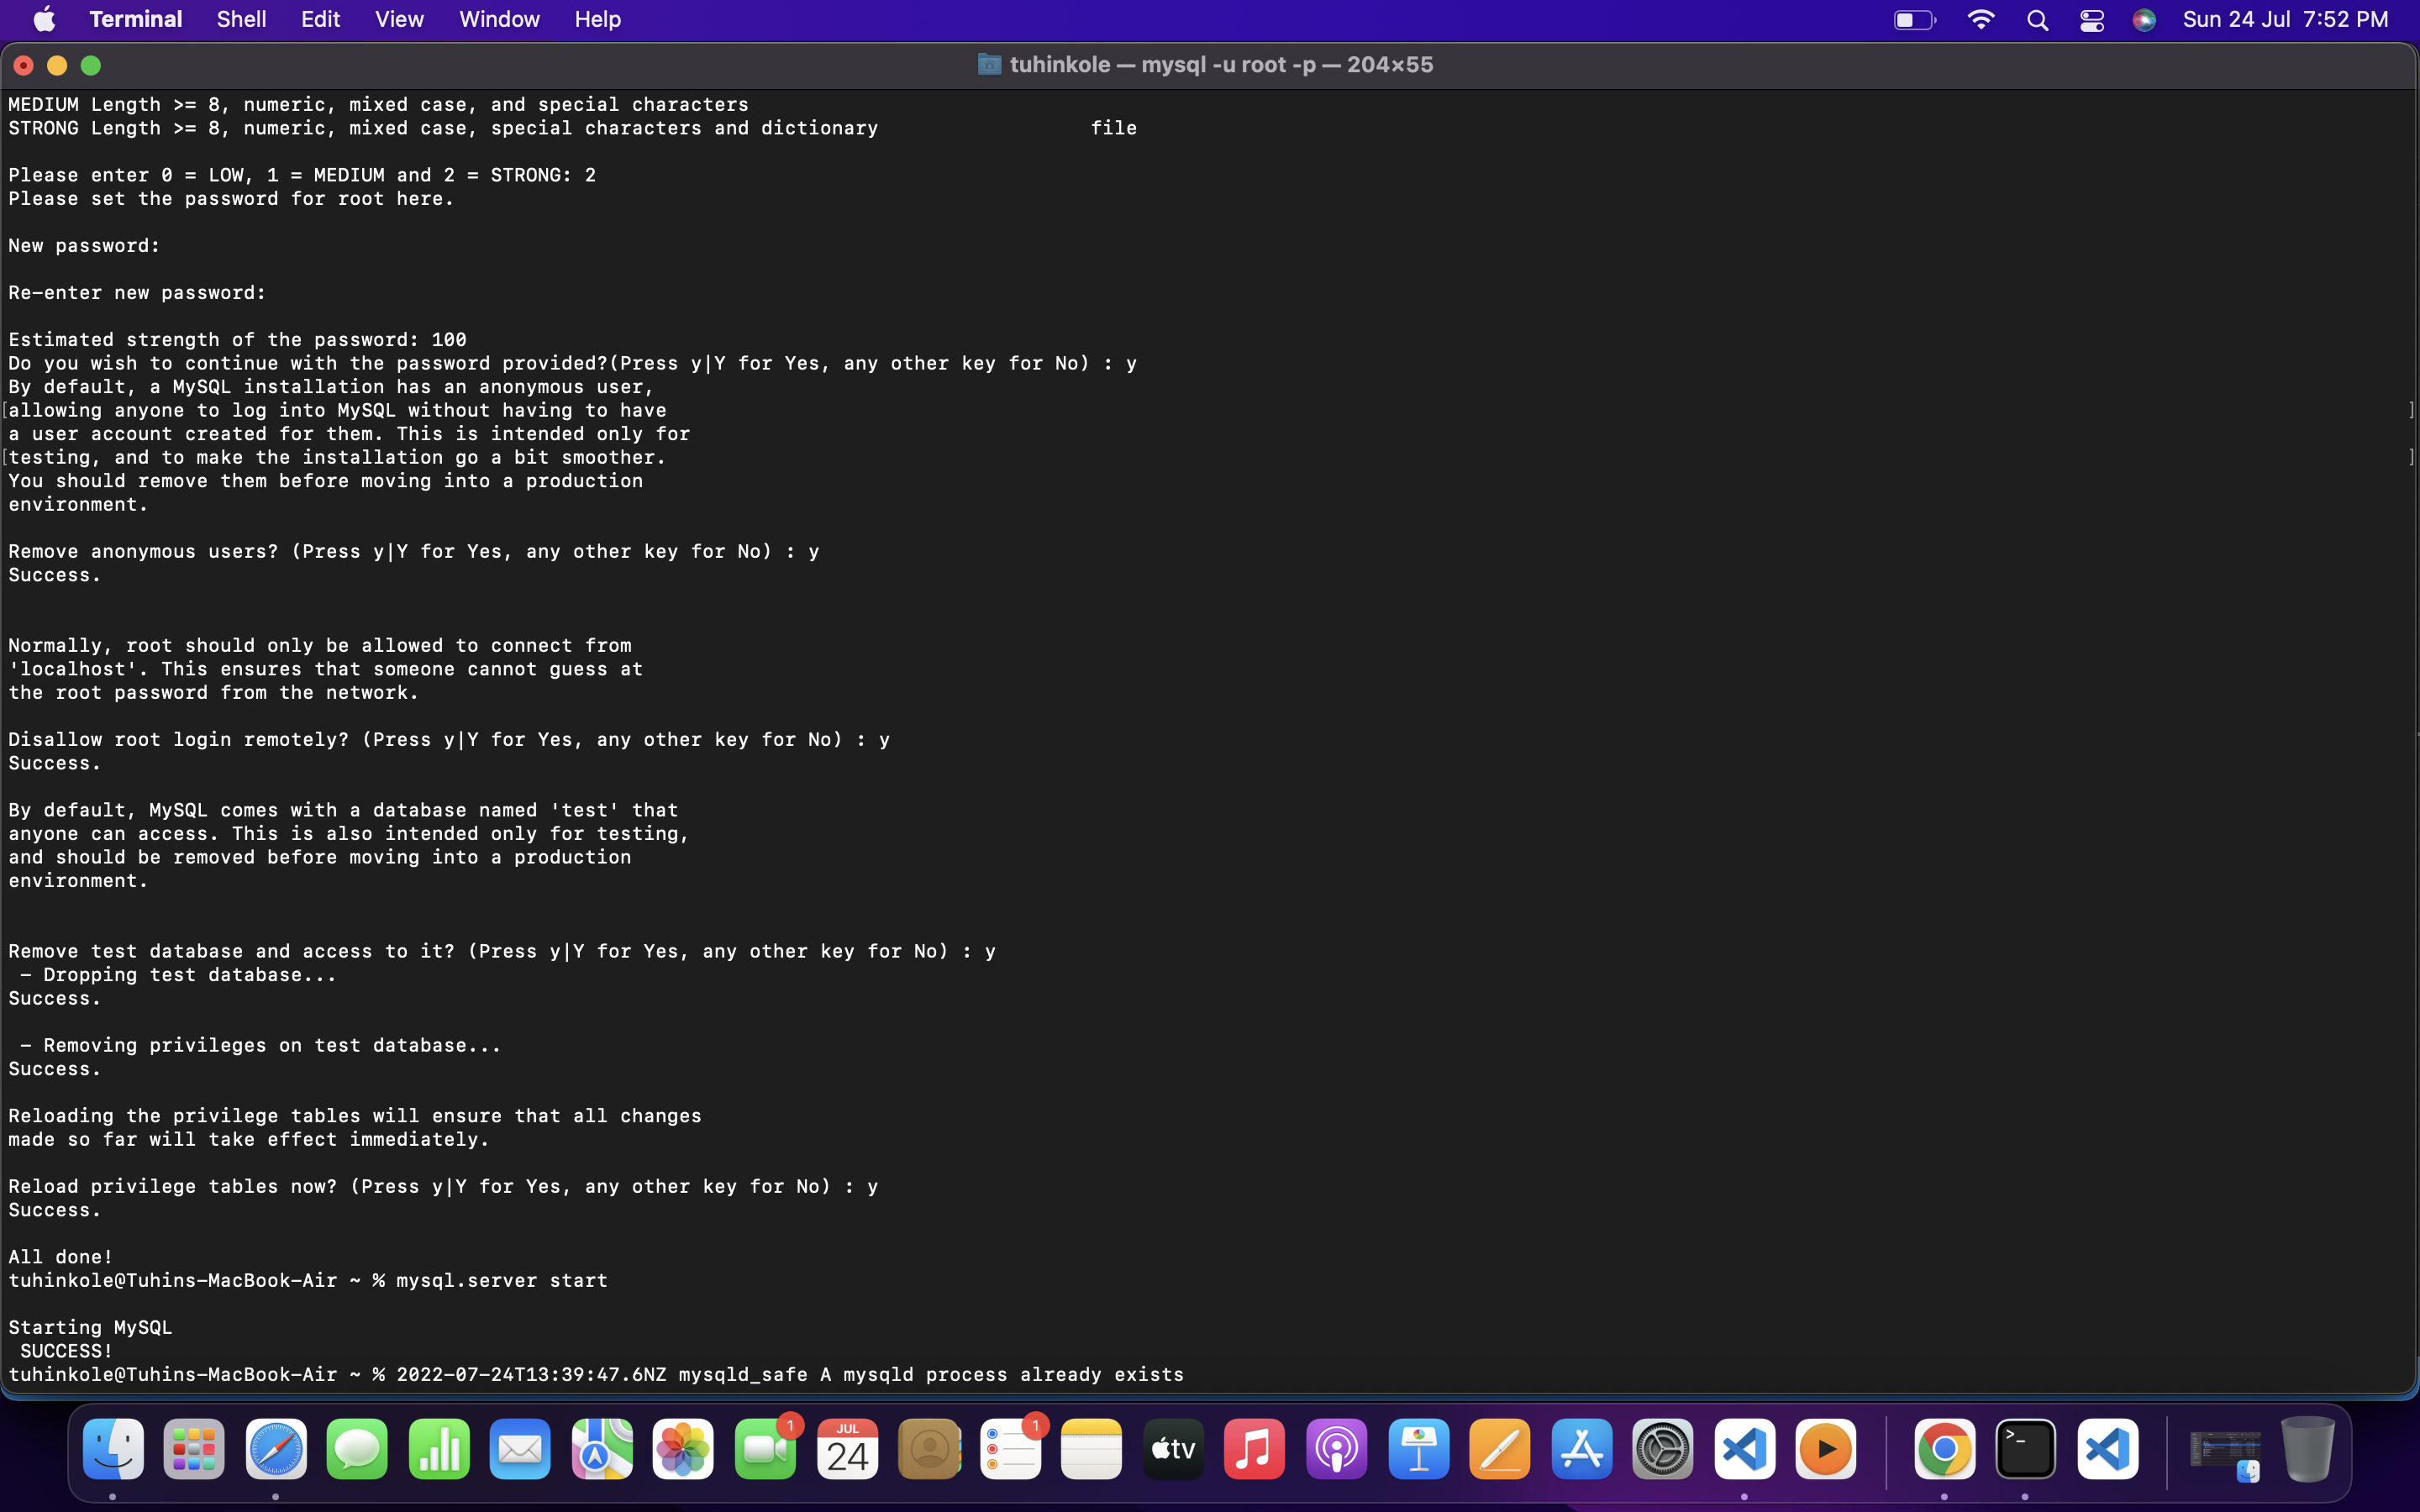 Terminal Shell Edit View Window Help Sun 24 Jul 7:52 PM
tuhinkole — mysql -u root -p — 204×55
MEDIUM Length >= 8, numeric, mixed case, and special characters
STRONG Length >= 8, numeric, mixed case, special characters and dictionary file
Please enter 0 = LOW, 1 = MEDIUM and 2 = STRONG: 2
Please set the password for root here.
New password:
Re-enter new password:
Estimated strength of the password: 100
Do you wish to continue with the password provided?(Press y|Y for Yes, any other key for No) : y
By default, a MySQL installation has an anonymous user,
[allowing anyone to log into MySQL without having to have ]
a user account created for them. This is intended only for
[testing, and to make the installation go a bit smoother. ]
You should remove them before moving into a production
environment.
Remove anonymous users? (Press y|Y for Yes, any other key for No) : y
Success.
Normally, root should only be allowed to connect from
'localhost'. This ensures that someone cannot guess at
the root password from the network.
Disallow root login remotely? (Press y|Y for Yes, any other key for No) : y
Success.
By default, MySQL comes with a database named 'test' that
anyone can access. This is also intended only for testing,
and should be removed before moving into a production
environment.
Remove test database and access to it? (Press y|Y for Yes, any other key for No) : y
- Dropping test database...
Success.
- Removing privileges on test database...
Success.
Reloading the privilege tables will ensure that all changes
made so far will take effect immediately.
Reload privilege tables now? (Press y|Y for Yes, any other key for No) : y
Success.
All done!
tuhinkole@Tuhins-MacBook-Air ~ % mysql.server start
Starting MySQL
SUCCESS!
tuhinkole@Tuhins-MacBook-Air ~ % 2022-07-24T13:39:47.6NZ mysqld_safe A mysqld process already exists
1
JUL
24
1
tv
>_